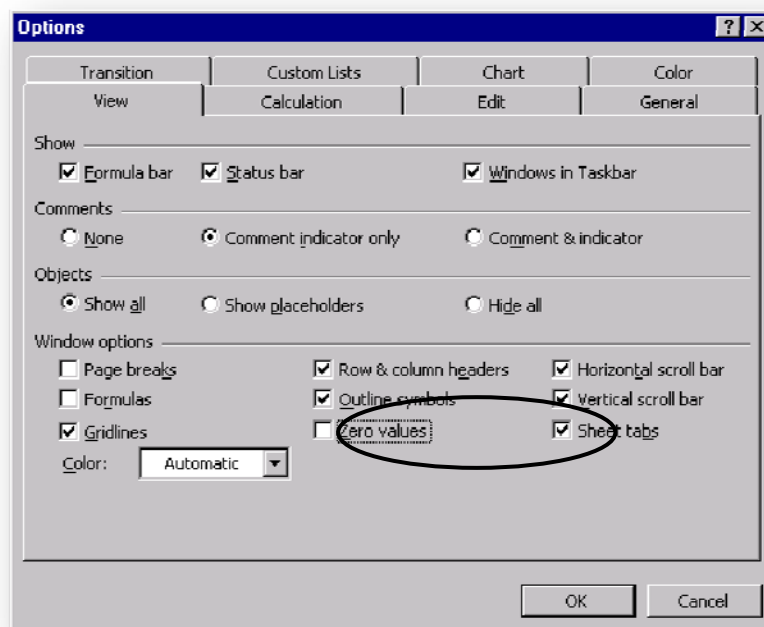 Options
Transition Custom Lists Chart Color
View Calculation Edit General
Show
Formula bar Status bar Windows in Taskbar
Comments
None Comment indicator only Comment & indicator
Objects
Show all Show placeholders Hide all
Window options
Page breaks Row & column headers Horizontal scroll bar
Formulas Outline symbols Vertical scroll bar
Gridlines Zero values Sheet tabs
Color: Automatic
OK Cancel